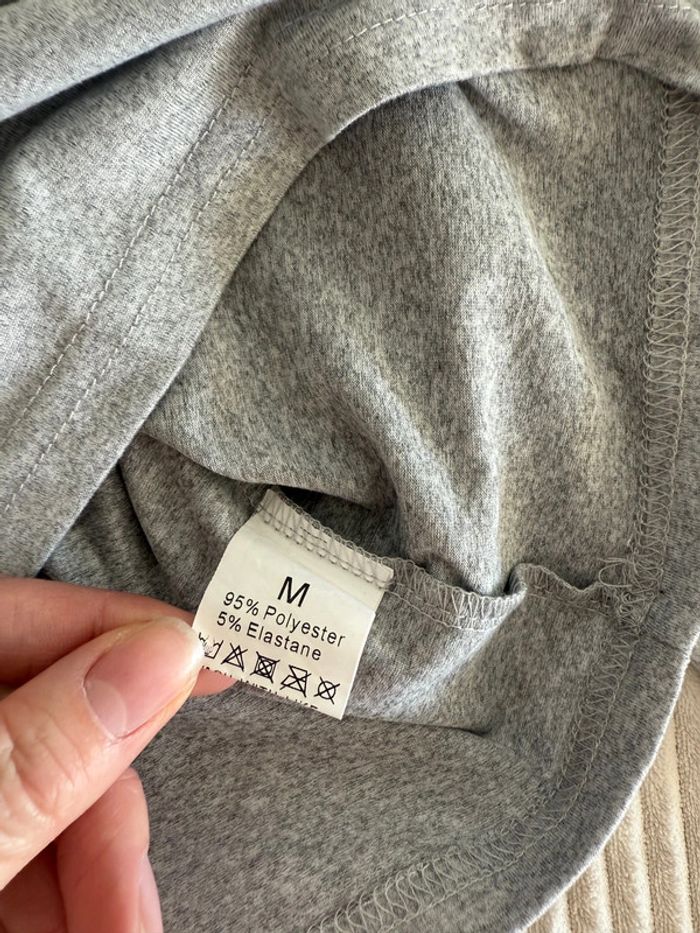 M
95% Polyester
5% Elastane